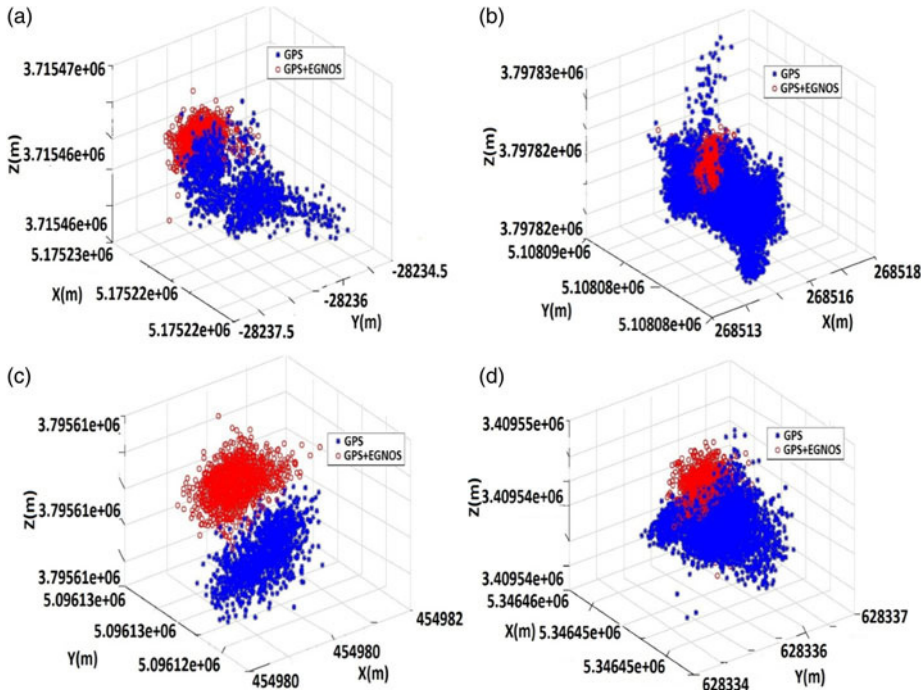 (a)
GPS
GPS+EGNOS
3.71547e+06
3.71546e+06
3.71546e+06
Z(m)
5.17523e+06
5.17522e+06
5.17522e+06
X(m)
-28237.5
-28236
-28234.5
Y(m)
(b)
GPS
GPS+EGNOS
3.79783e+06
3.79782e+06
3.79782e+06
Z(m)
5.10809e+06
5.10808e+06
5.10808e+06
Y(m)
268513
268516
268518
X(m)
(c)
GPS
GPS+EGNOS
3.79561e+06
3.79561e+06
3.79561e+06
Z(m)
5.09613e+06
5.09613e+06
5.09612e+06
Y(m)
454980
454980
454982
X(m)
(d)
GPS
GPS+EGNOS
3.40955e+06
3.40954e+06
3.40954e+06
Z(m)
5.34646e+06
5.34645e+06
5.34645e+06
X(m)
628334
628336
628337
Y(m)